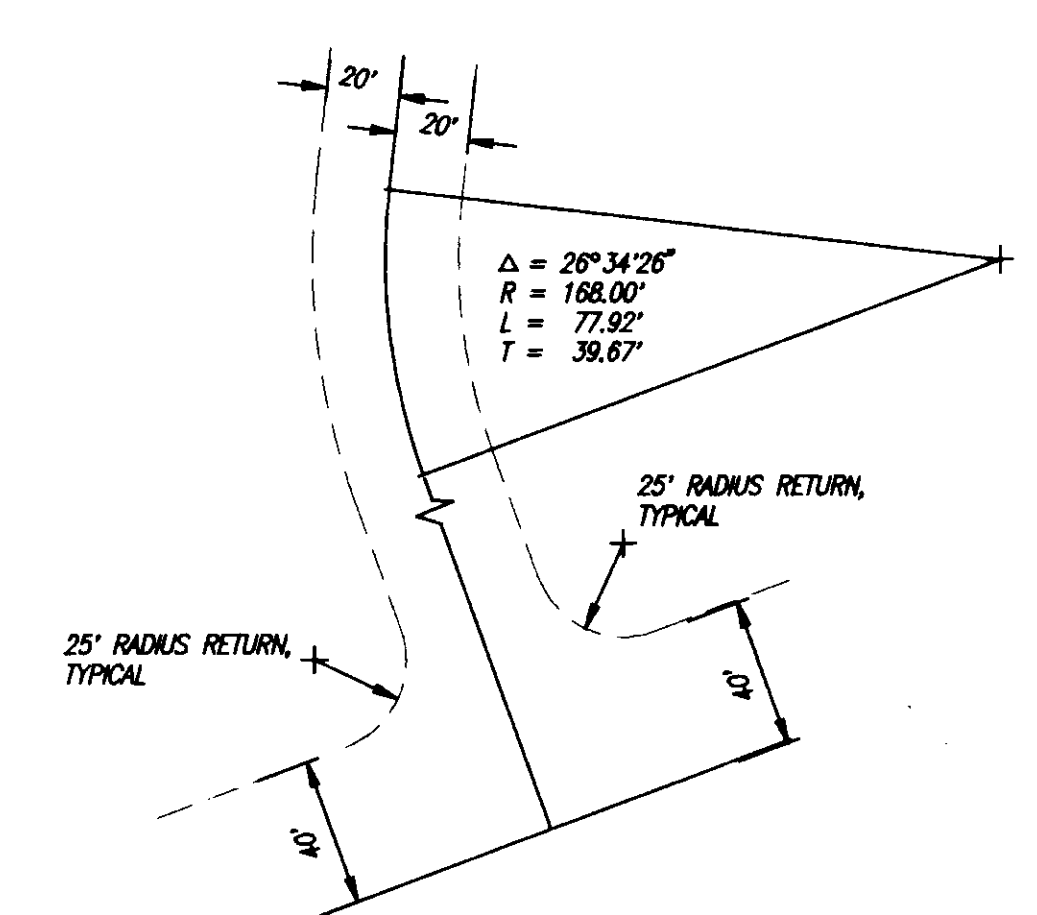 20'
20'
Δ = 26°34'26"
R = 168.00'
L = 77.92'
T = 39.67'
25' RADIUS RETURN,
TYPICAL
25' RADIUS RETURN,
TYPICAL
40'
40'